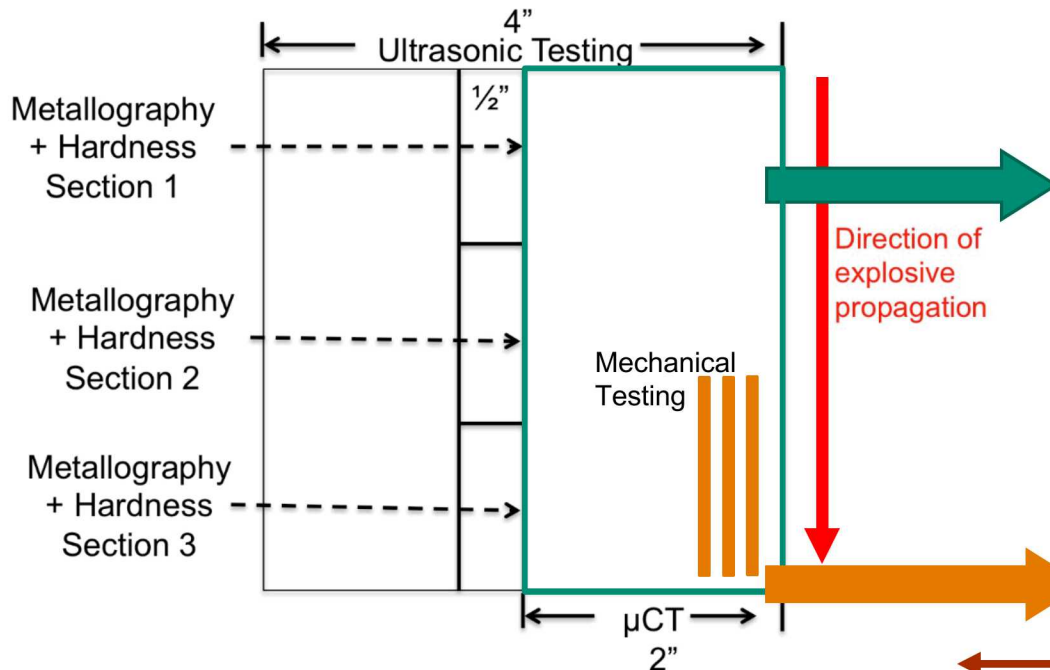 4”
Ultrasonic Testing
½”
Metallography
+ Hardness
Section 1
Direction of
explosive
propagation
Metallography
+ Hardness
Section 2
Mechanical
Testing
Metallography
+ Hardness
Section 3
µCT
2”